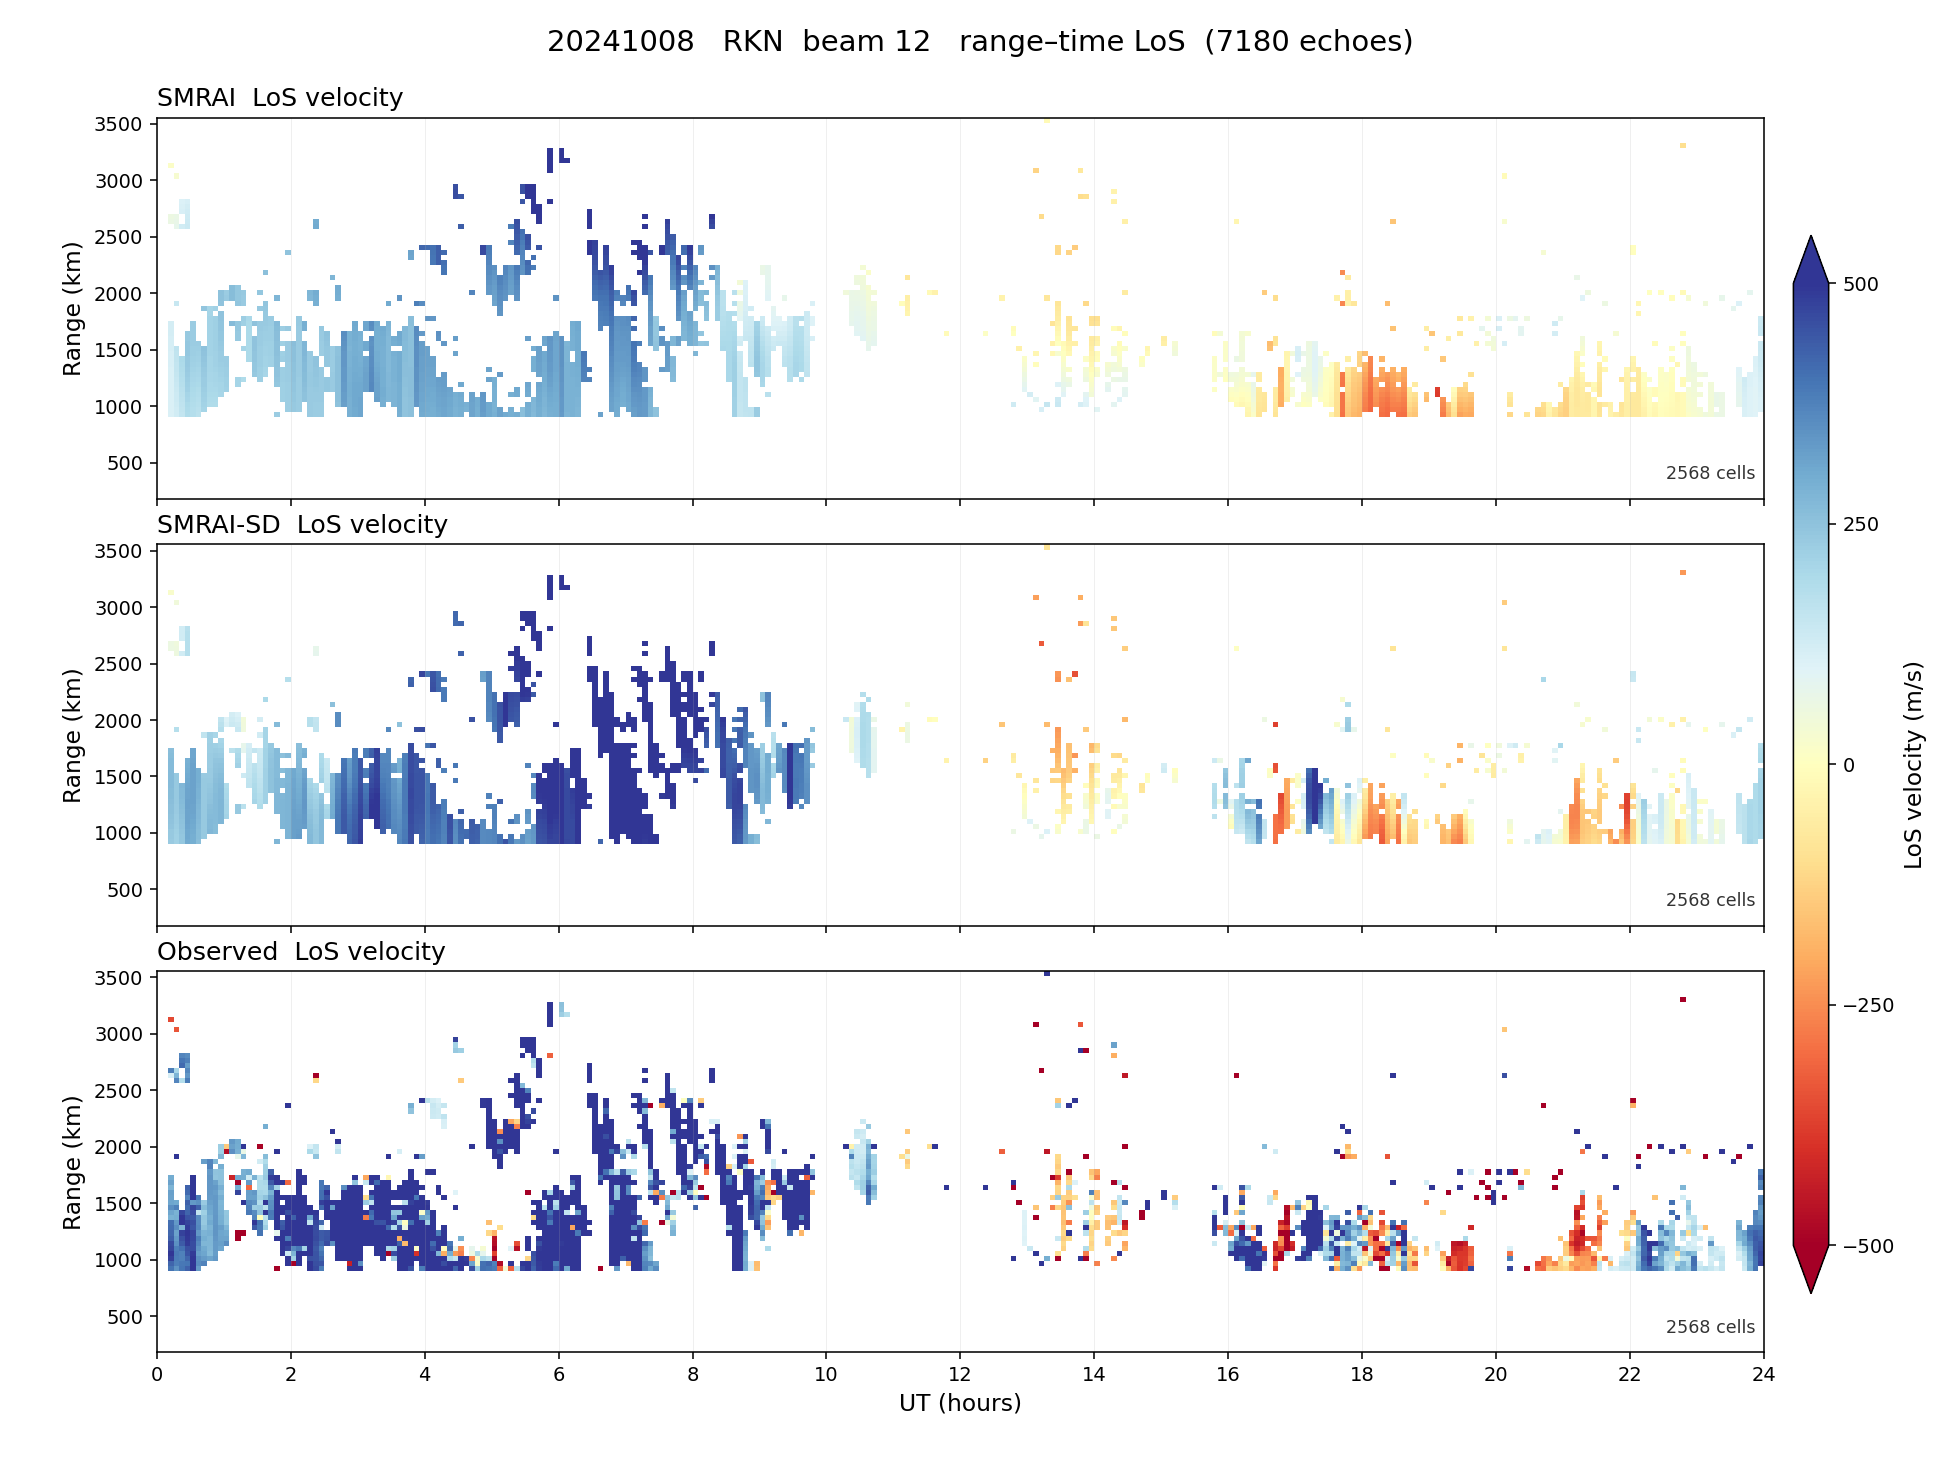 20241008 RKN beam 12 range–time LoS (7180 echoes)
SMRAI LoS velocity
3500
3000
2500
2000
1500
1000
500
Range (km)
2568 cells
SMRAI-SD LoS velocity
3500
3000
2500
2000
1500
1000
500
Range (km)
2568 cells
Observed LoS velocity
3500
3000
2500
2000
1500
1000
500
Range (km)
2568 cells
0 2 4 6 8 10 12 14 16 18 20 22 24
UT (hours)
500
250
0
−250
−500
LoS velocity (m/s)